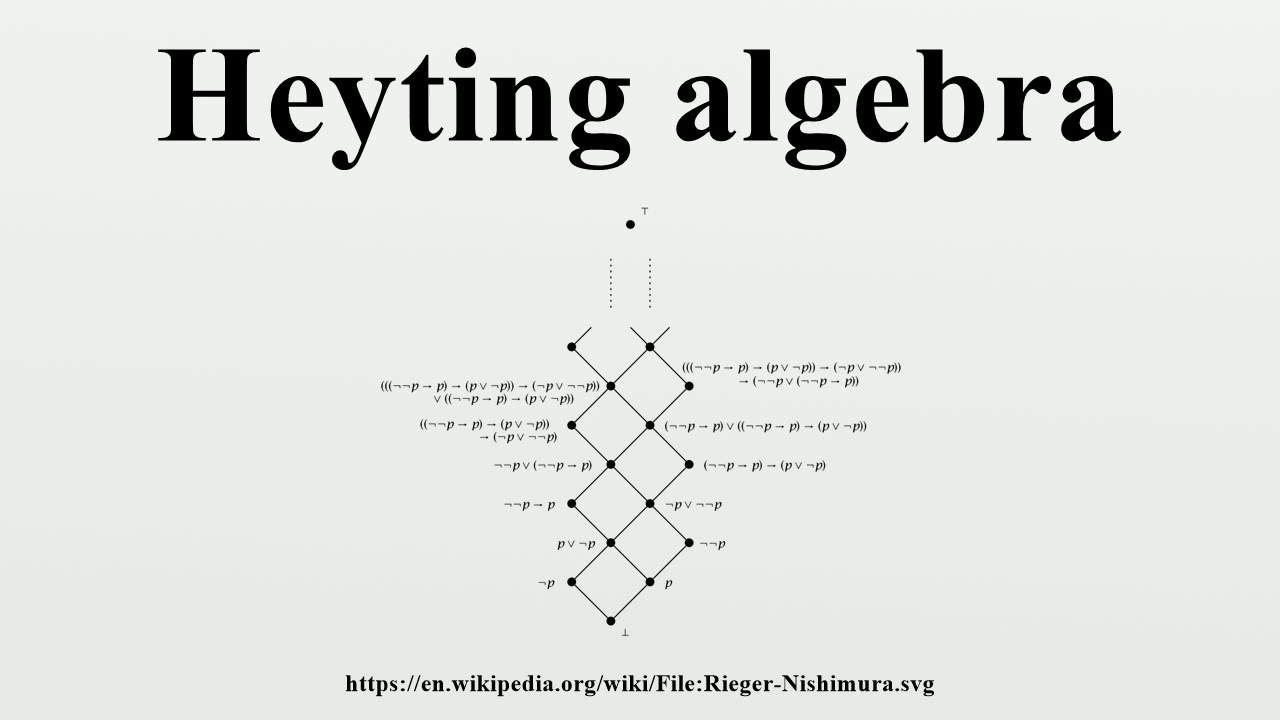 Heyting algebra
⊤
(((¬¬p → p) → (p ∨ ¬p)) → (¬p ∨ ¬¬p))
→ (¬¬p ∨ (¬¬p → p))
(((¬¬p → p) → (p ∨ ¬p)) → (¬p ∨ ¬¬p))
∨ ((¬¬p → p) → (p ∨ ¬p))
((¬¬p → p) → (p ∨ ¬p))
→ (¬p ∨ ¬¬p)
(¬¬p → p) ∨ ((¬¬p → p) → (p ∨ ¬p))
¬¬p ∨ (¬¬p → p)
(¬¬p → p) → (p ∨ ¬p)
¬¬p → p
¬p ∨ ¬¬p
p ∨ ¬p
¬¬p
¬p
p
⊥
https://en.wikipedia.org/wiki/File:Rieger-Nishimura.svg